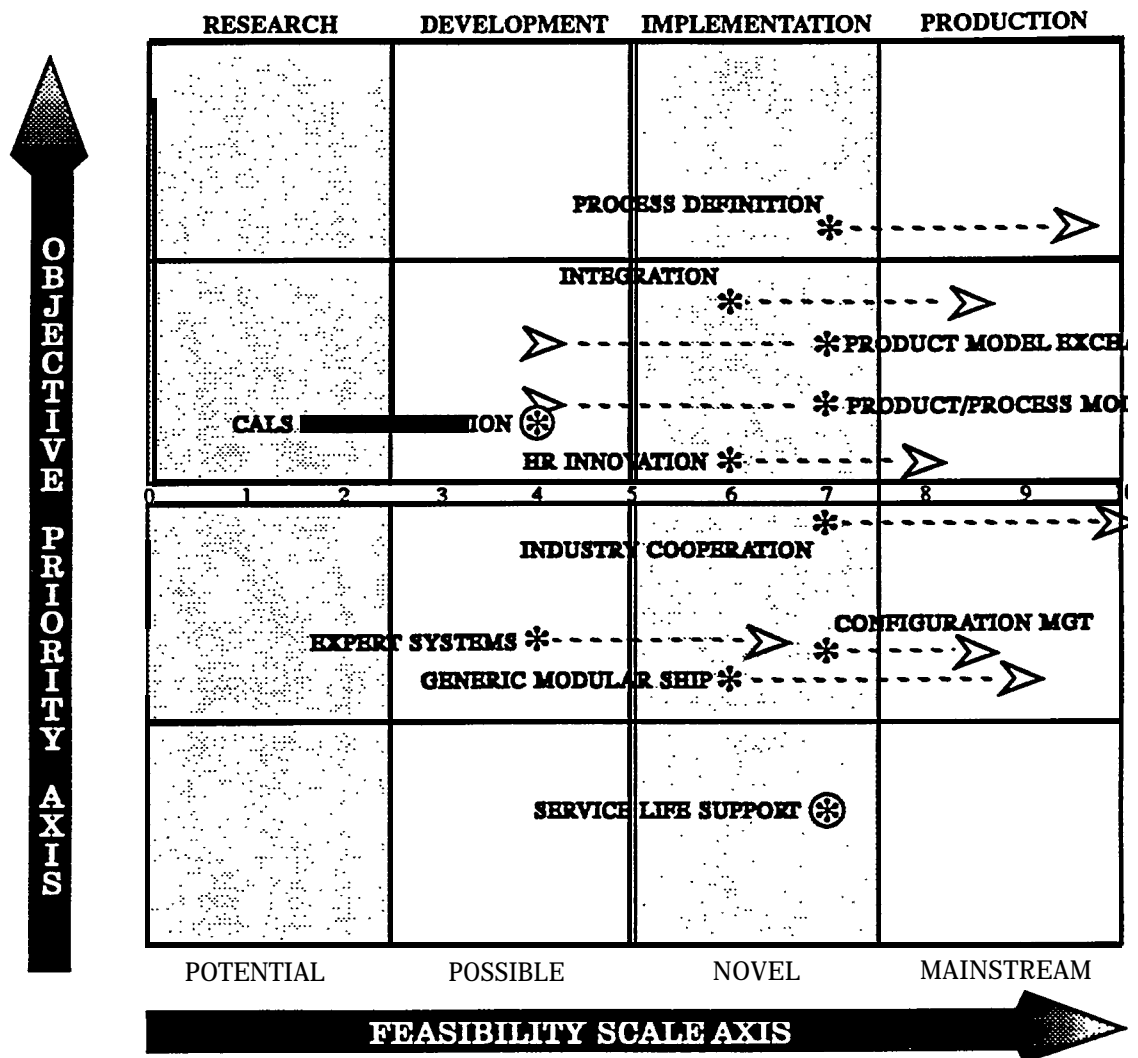 RESEARCH DEVELOPMENT IMPLEMENTATION PRODUCTION
OBJECTIVE PRIORITY AXIS
PROCESS DEFINITION
INTEGRATION
PRODUCT MODEL EXCHA
PRODUCT/PROCESS MO
CALS ION
HR INNOVATION
0 1 2 3 4 5 6 7 8 9 10
INDUSTRY COOPERATION
CONFIGURATION MGT
EXPERT SYSTEMS
GENERIC MODULAR SHIP
SERVICE LIFE SUPPORT
POTENTIAL POSSIBLE NOVEL MAINSTREAM
FEASIBILITY SCALE AXIS